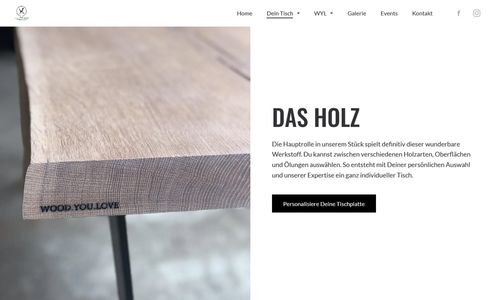 Home Dein Tisch WYL Galerie Events Kontakt
DAS HOLZ
Die Hauptrolle in unserem Stück spielt definitiv dieser wunderbare
Werkstoff. Du kannst zwischen verschiedenen Holzarten, Oberflächen
und Ölungen auswählen. So entsteht mit Deiner persönlichen Auswahl
und unserer Expertise ein ganz individueller Tisch.
Personalisiere Deine Tischplatte
WOOD.YOU.LOVE